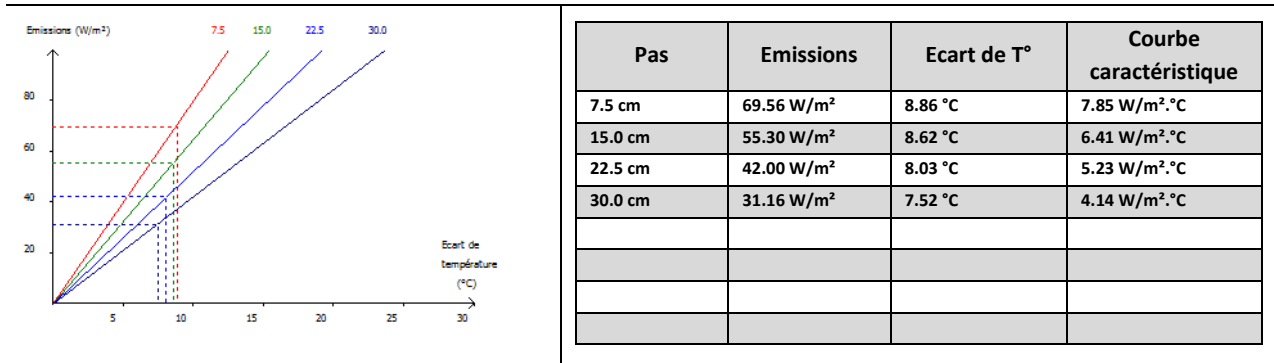 Emissions (W/m²) 7.5 15.0 22.5 30.0
80
60
40
20
Ecart de
température
(°C)
5 10 15 20 25 30
Pas Emissions Ecart de T° Courbe caractéristique
7.5 cm 69.56 W/m² 8.86 °C 7.85 W/m².°C
15.0 cm 55.30 W/m² 8.62 °C 6.41 W/m².°C
22.5 cm 42.00 W/m² 8.03 °C 5.23 W/m².°C
30.0 cm 31.16 W/m² 7.52 °C 4.14 W/m².°C